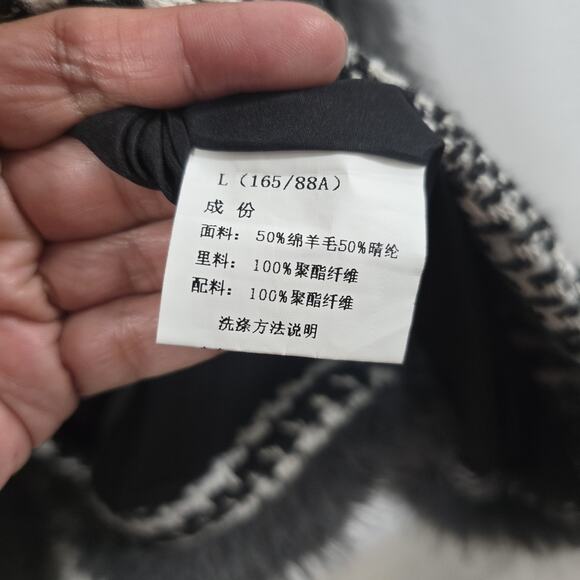 L（165/88A）
成 份
面料： 50%绵羊毛50%晴纶
里料： 100%聚酯纤维
配料： 100%聚酯纤维
洗涤方法说明